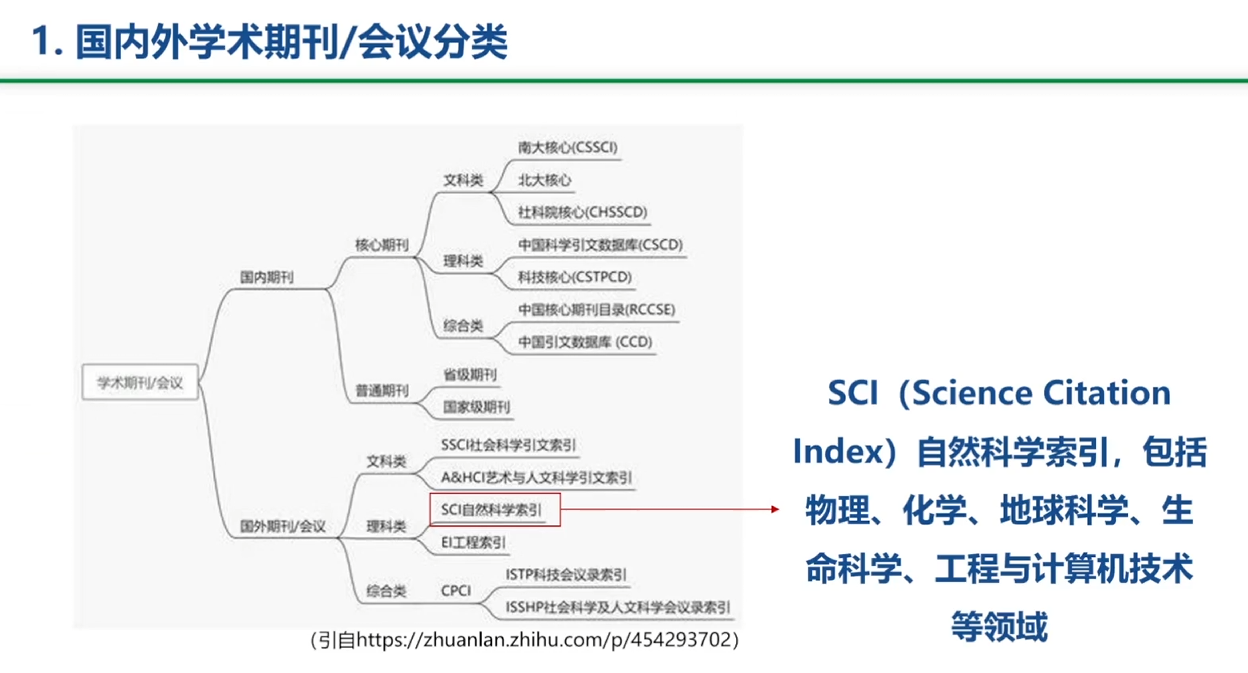 1. 国内外学术期刊/会议分类
南大核心(CSSCI)
文科类
北大核心
社科院核心(CHSSCD)
核心期刊
中国科学引文数据库(CSCD)
理科类
科技核心(CSTPCD)
国内期刊
中国核心期刊目录(RCCSE)
综合类
中国引文数据库 (CCD)
学术期刊/会议
省级期刊
普通期刊
国家级期刊
SSCI社会科学引文索引
文科类
A&HCI艺术与人文科学引文索引
SCI自然科学索引
国外期刊/会议
理科类
EI工程索引
ISTP科技会议录索引
综合类
CPCI
ISSHP社会科学及人文科学会议录索引
（引自https://zhuanlan.zhihu.com/p/454293702）
SCI（Science Citation
Index）自然科学索引，包括
物理、化学、地球科学、生
命科学、工程与计算机技术
等领域